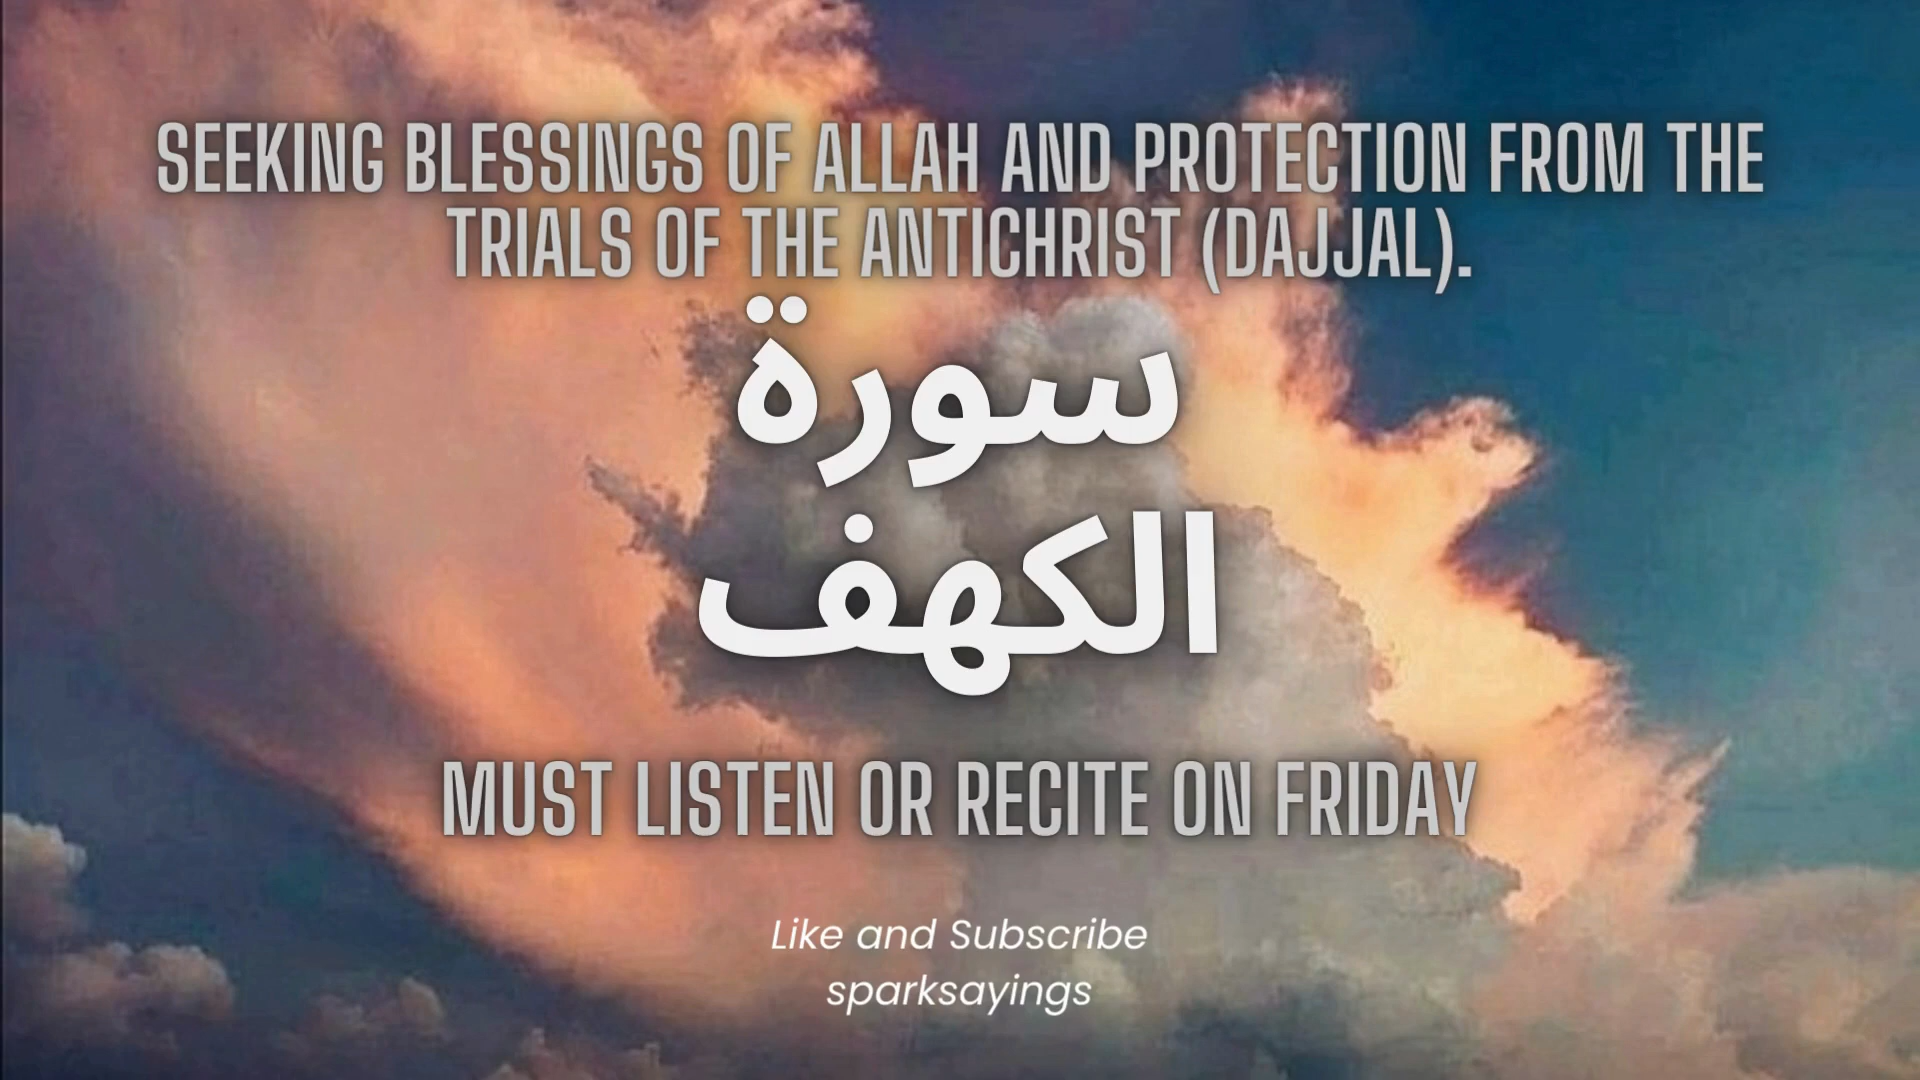 SEEKING BLESSINGS OF ALLAH AND PROTECTION FROM THE
TRIALS OF THE ANTICHRIST (DAJJAL).
سورة
الكهف
MUST LISTEN OR RECITE ON FRIDAY
Like and Subscribe
sparksayings